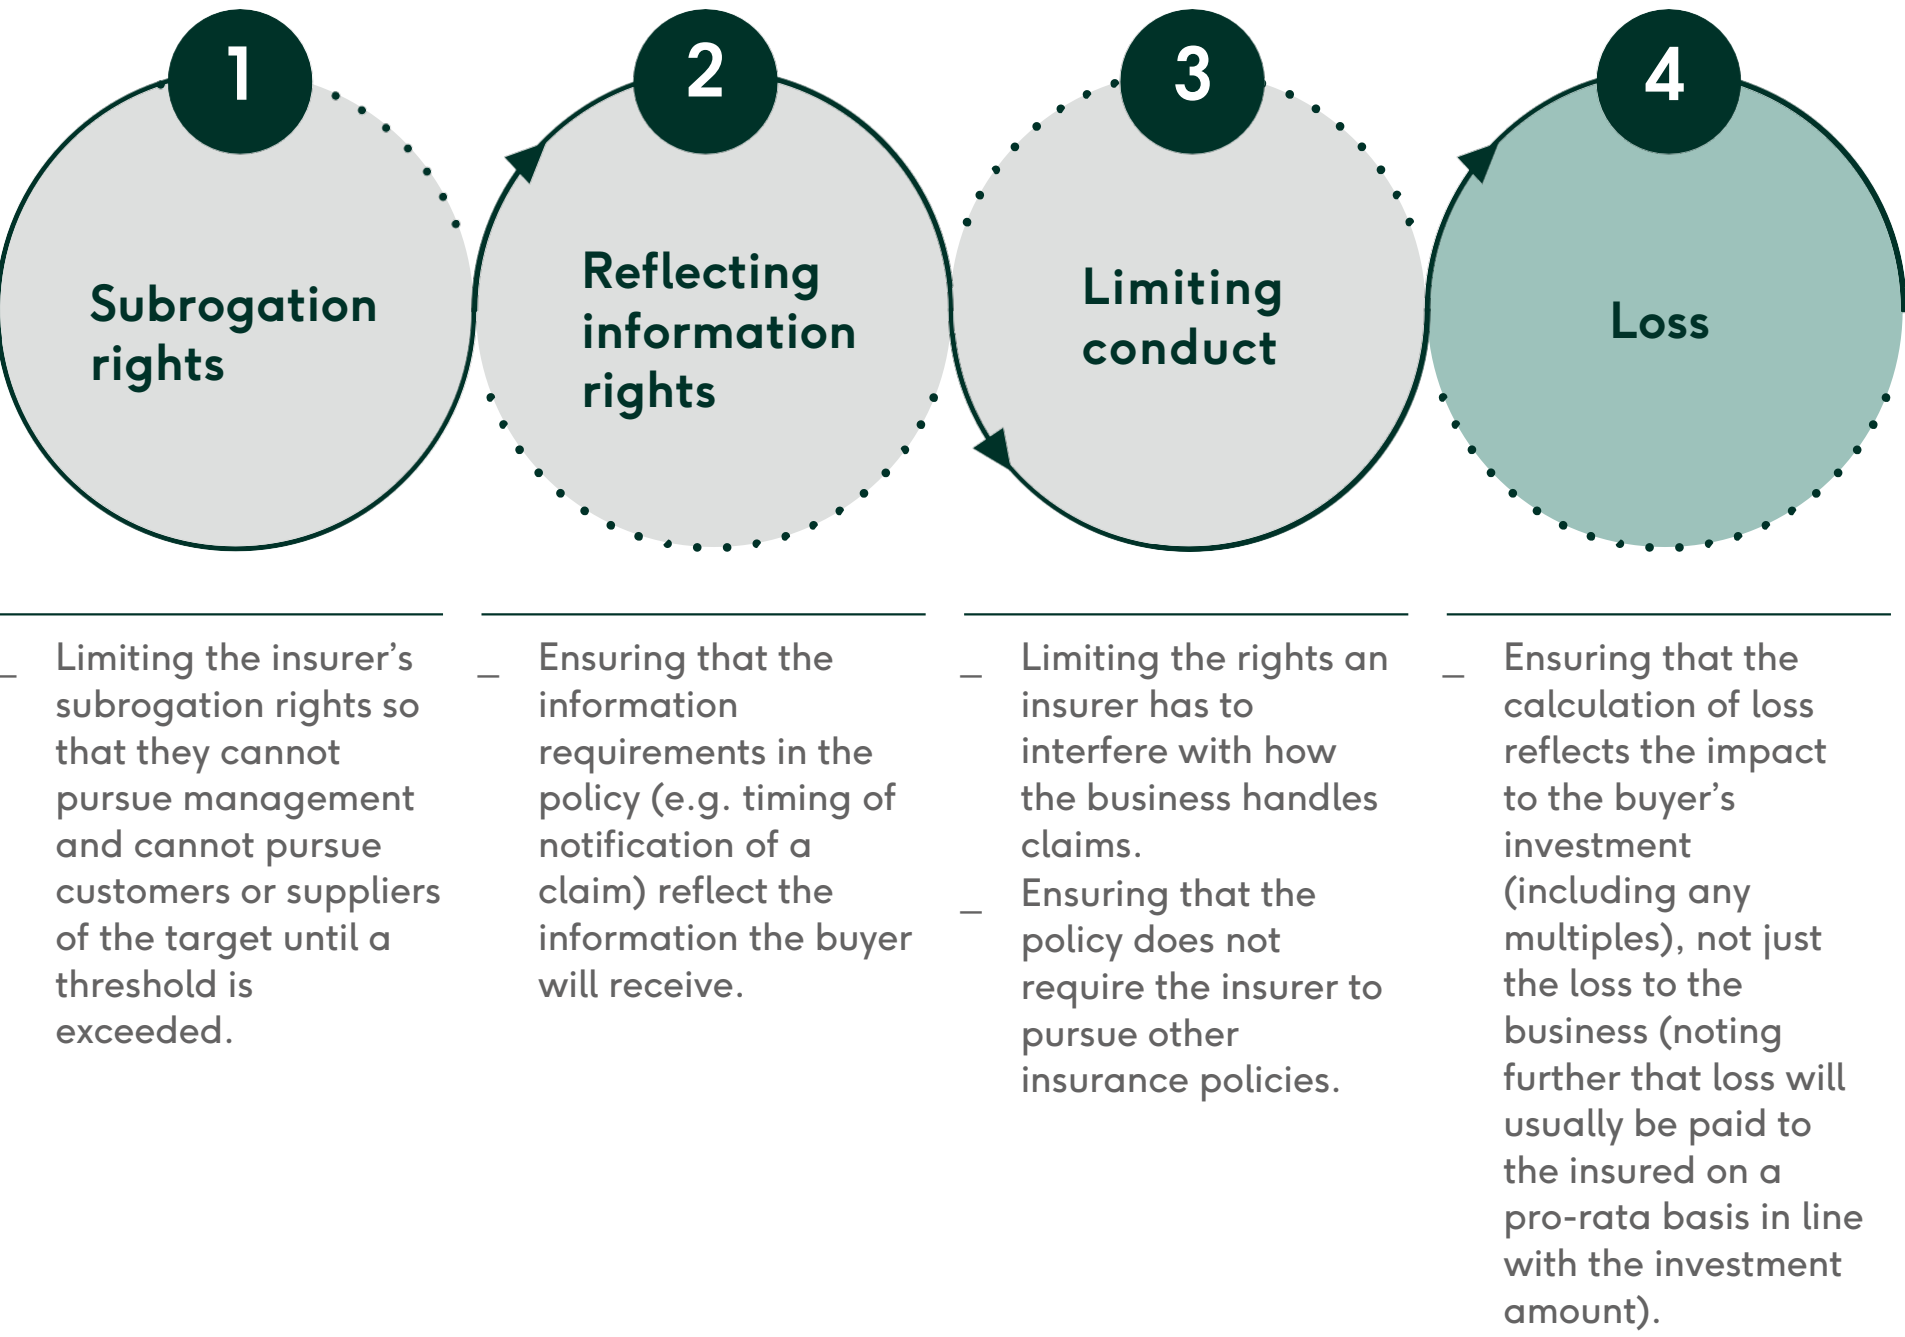 1
Subrogation
rights
2
Reflecting
information
rights
3
Limiting
conduct
4
Loss
_ Limiting the insurer’s
subrogation rights so
that they cannot
pursue management
and cannot pursue
customers or suppliers
of the target until a
threshold is
exceeded.
_ Ensuring that the
information
requirements in the
policy (e.g. timing of
notification of a
claim) reflect the
information the buyer
will receive.
_ Limiting the rights an
insurer has to
interfere with how
the business handles
claims.
_ Ensuring that the
policy does not
require the insurer to
pursue other
insurance policies.
_ Ensuring that the
calculation of loss
reflects the impact
to the buyer’s
investment
(including any
multiples), not just
the loss to the
business (noting
further that loss will
usually be paid to
the insured on a
pro-rata basis in line
with the investment
amount).